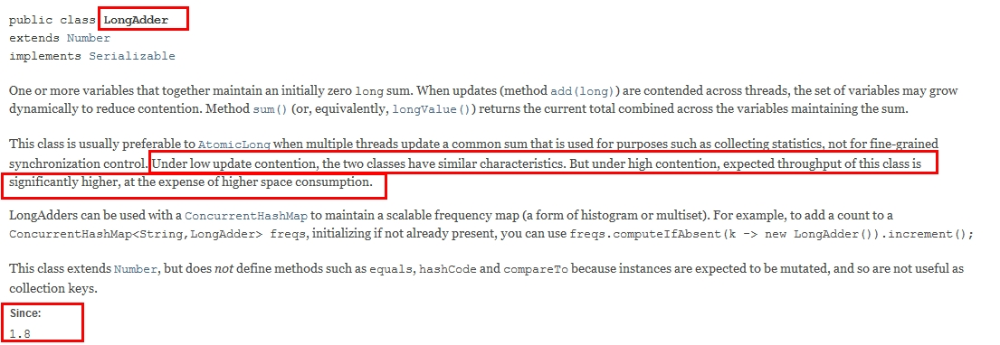 public class LongAdder
extends Number
implements Serializable
One or more variables that together maintain an initially zero long sum. When updates (method add(long)) are contended across threads, the set of variables may grow
dynamically to reduce contention. Method sum() (or, equivalently, longValue()) returns the current total combined across the variables maintaining the sum.
This class is usually preferable to AtomicLong when multiple threads update a common sum that is used for purposes such as collecting statistics, not for fine-grained
synchronization control. Under low update contention, the two classes have similar characteristics. But under high contention, expected throughput of this class is
significantly higher, at the expense of higher space consumption.
LongAdders can be used with a ConcurrentHashMap to maintain a scalable frequency map (a form of histogram or multiset). For example, to add a count to a
ConcurrentHashMap<String,LongAdder> freqs, initializing if not already present, you can use freqs.computeIfAbsent(k -> new LongAdder()).increment();
This class extends Number, but does not define methods such as equals, hashCode and compareTo because instances are expected to be mutated, and so are not useful as
collection keys.
Since:
1.8